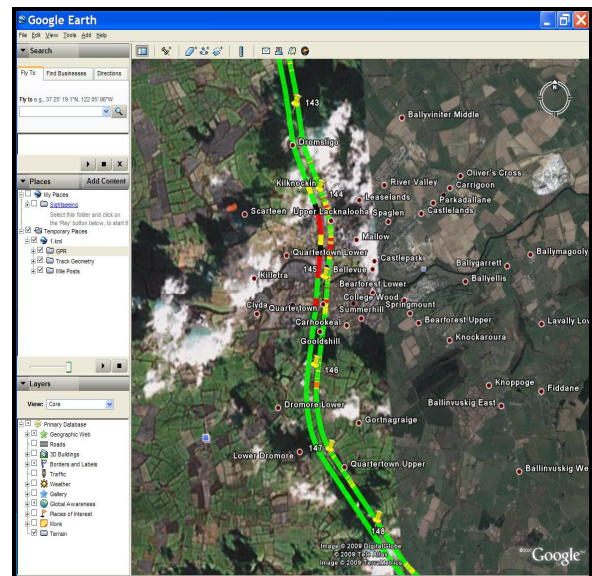 Google Earth
File Edit View Tools Add Help
Search
Fly To Find Businesses Directions
Fly to e.g., 37 25' 19.1"N, 122 05' 06"W
Places Add Content
My Places
Sightseeing
Select this folder and click on
the 'Play' button below, to start t
Temporary Places
1.kml
GPR
Track Geometry
Mile Posts
Layers
View: Core
Primary Database
Geographic Web
Roads
3D Buildings
Borders and Labels
Traffic
Weather
Gallery
Global Awareness
Places of Interest
More
Terrain
143
Ballyviniter Middle
Dromsligo
Oliver's Cross
Kilknockin
River Valley
Carrigoon
144
Leaselands
Parkadallane
Scarteen
Upper Lacknalooha
Spaglen
Castlelands
Mallow
Quartertown Lower
Castlepark
Ballymagooly
145
Bellevue
Ballygarrett
Killetra
Bearforest Lower
Ballyellis
College Wood
Clyda
Quartertown
Springmount
Summerhill
Carhookeal
Bearforest Upper
Lavally Lo
Gooldshill
Knockaroura
146
Knoppoge
Fiddane
Dromore Lower
Ballinvuskig East
Gortnagraige
147
Lower Dromore
Quartertown Upper
Ballinvuskig We
148
Image © 2009 DigitalGlobe
© 2009 Tele Atlas
Image © 2009 TerraMetrics
©2007 Google™